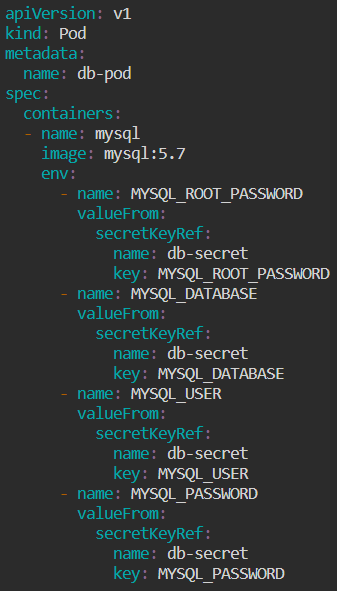 apiVersion: v1
kind: Pod
metadata:
  name: db-pod
spec:
  containers:
  - name: mysql
    image: mysql:5.7
    env:
      - name: MYSQL_ROOT_PASSWORD
        valueFrom:
          secretKeyRef:
            name: db-secret
            key: MYSQL_ROOT_PASSWORD
      - name: MYSQL_DATABASE
        valueFrom:
          secretKeyRef:
            name: db-secret
            key: MYSQL_DATABASE
      - name: MYSQL_USER
        valueFrom:
          secretKeyRef:
            name: db-secret
            key: MYSQL_USER
      - name: MYSQL_PASSWORD
        valueFrom:
          secretKeyRef:
            name: db-secret
            key: MYSQL_PASSWORD